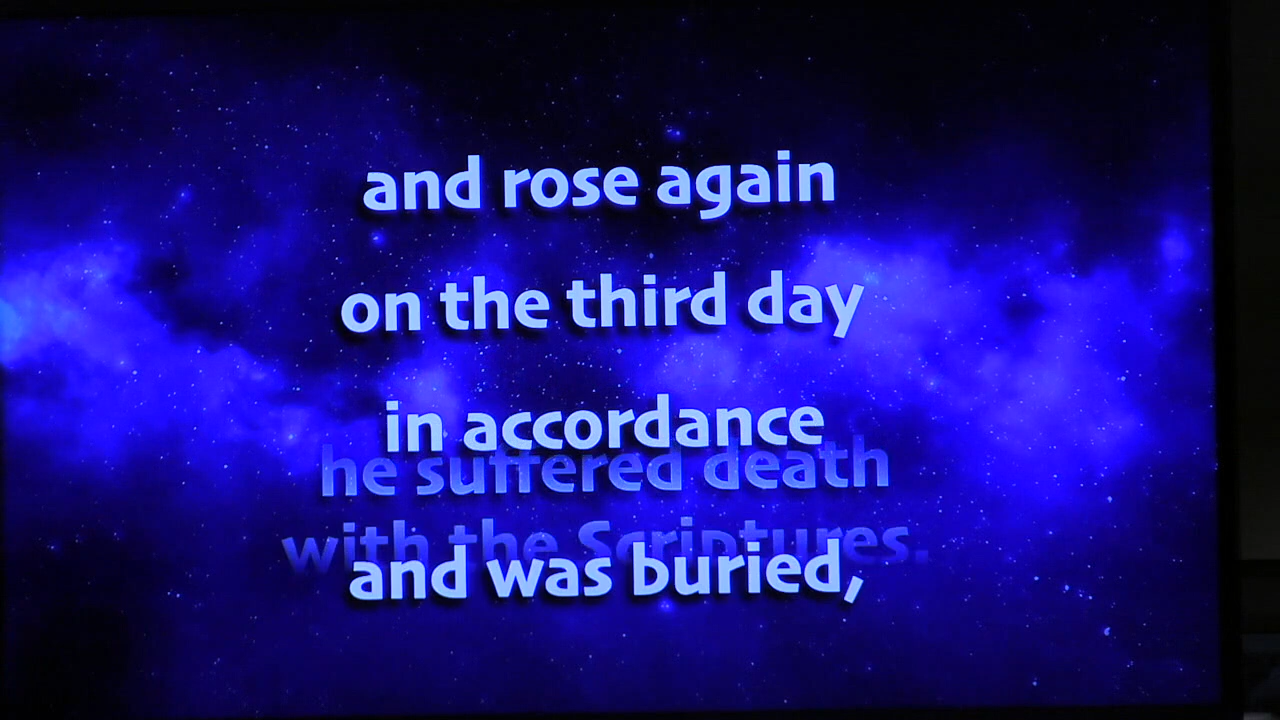 and rose again
on the third day
in accordance
he suffered death
with the Scriptures.
and was buried,